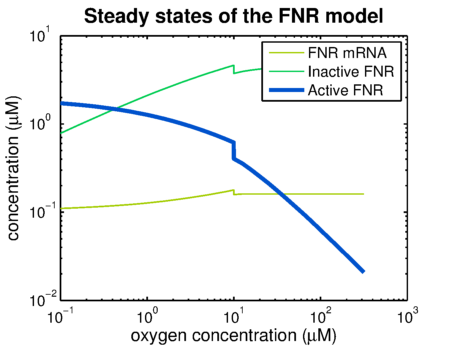 Steady states of the FNR model
10^1
10^0
10^-1
10^-2
concentration (μM)
FNR mRNA
Inactive FNR
Active FNR
10^-1
10^0
10^1
10^2
10^3
oxygen concentration (μM)